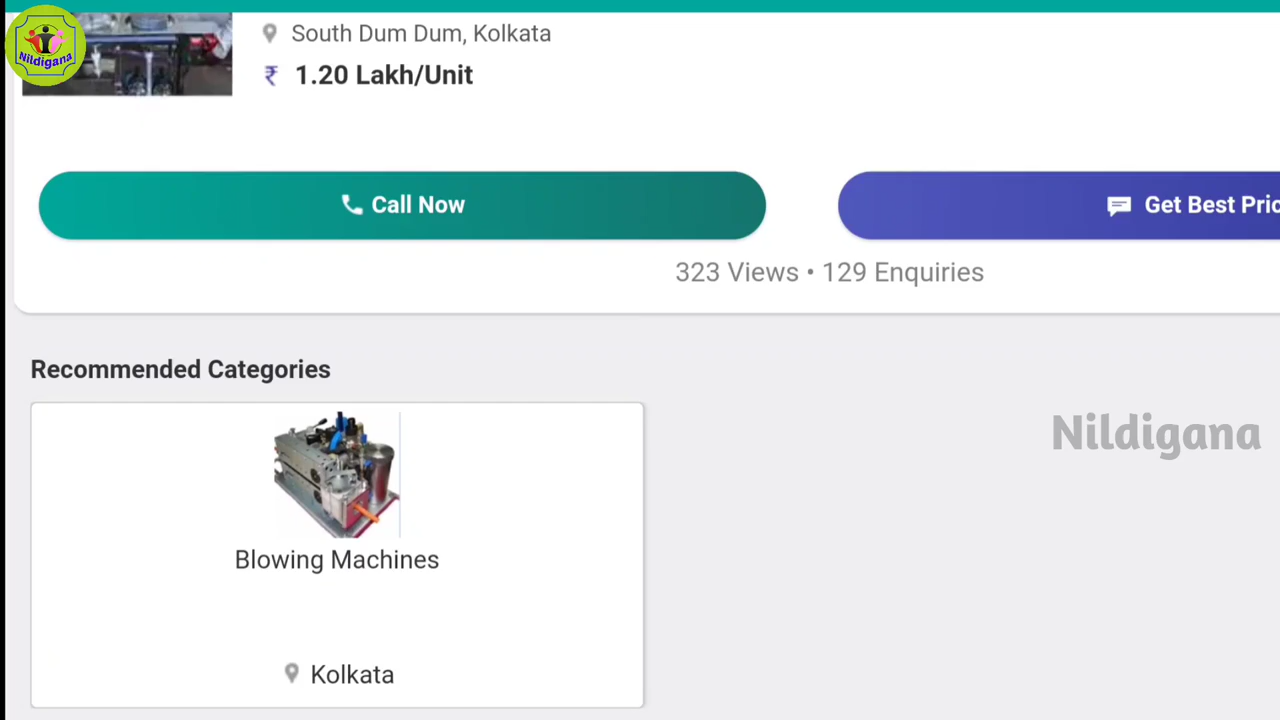 Nildigana
South Dum Dum, Kolkata
₹ 1.20 Lakh/Unit
Call Now
Get Best Pric
323 Views • 129 Enquiries
Recommended Categories
Nildigana
Blowing Machines
Kolkata